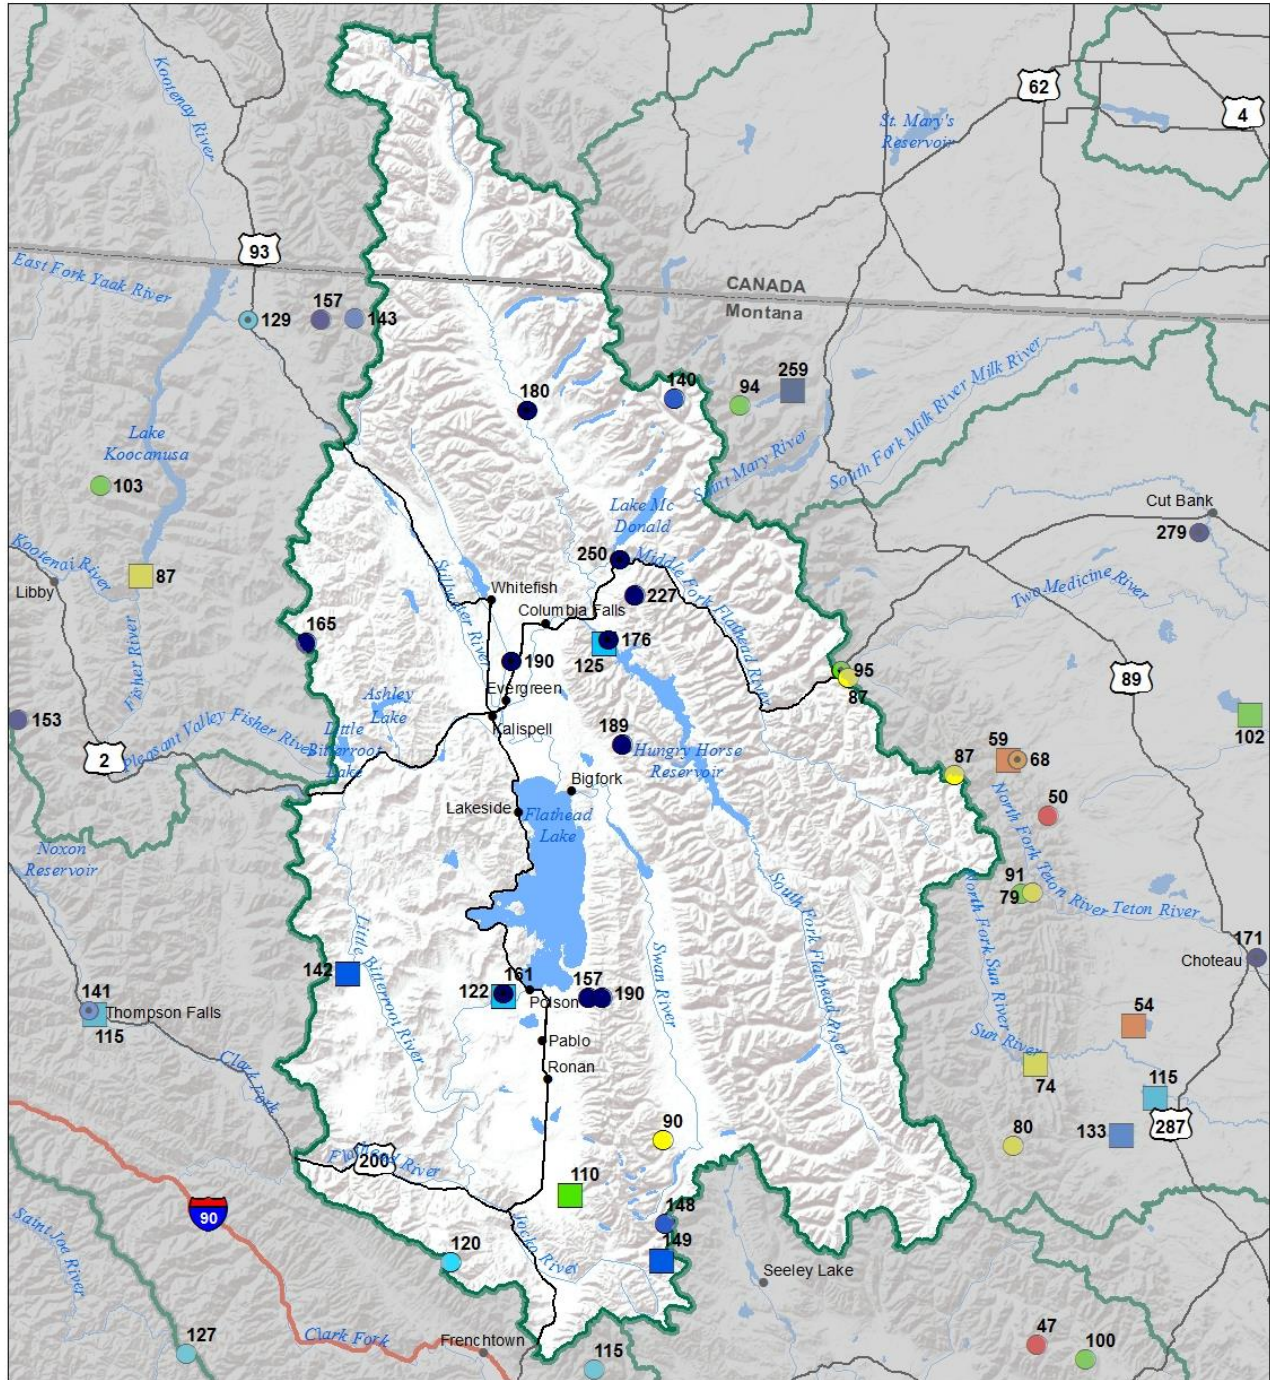 Kootenay River
62
St. Mary's
Reservoir
4
93
East Fork Yaak River
CANADA
Montana
129
157
143
180
140
94
259
South Fork Milk River
Milk River
Saint Mary River
Lake
Koocanusa
103
Lake Mc
Donald
Cut Bank
279
Kootenai River
Libby
87
250
Middle Fork Flathead River
Two Medicine River
Whitefish
227
Columbia Falls
Stillwater River
Fisher River
165
176
125
190
95
87
89
Evergreen
Ashley
Lake
153
Pleasant Valley Fisher River
Little
Bitterroot
Lake
Kalispell
189
Hungry Horse
Reservoir
102
2
59
68
87
Bigfork
Lakeside
Flathead
Lake
50
North Fork Teton River
Teton River
Noxon
Reservoir
91
79
South Fork Flathead River
North Fork Sun River
Little Bitterroot River
Swan River
171
Choteau
142
161
122
157
190
Polson
141
Thompson Falls
115
54
Pablo
Sun River
Ronan
74
115
Clark Fork
287
133
80
90
200
Flathead River
110
90
Saint Joe River
Jocko River
148
149
120
Seeley Lake
127
Clark Fork
Frenchtown
47
100
115